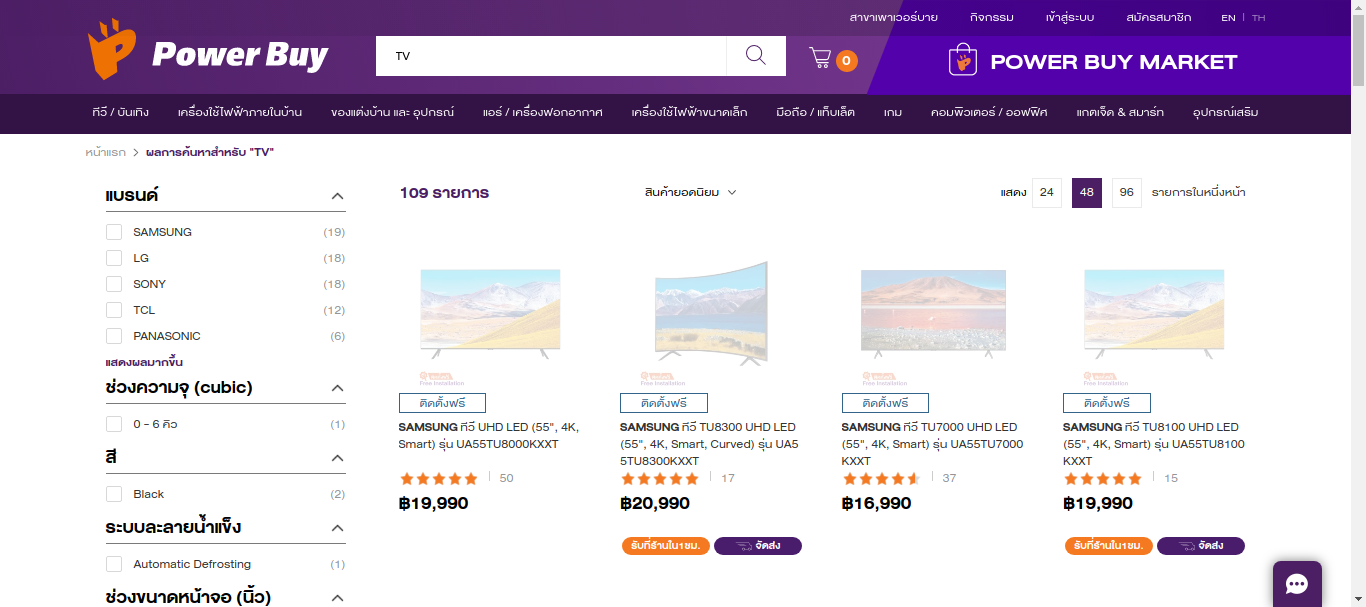 สาขาเพาเวอร์บาย กิจกรรม เข้าสู่ระบบ สมัครสมาชิก EN | TH
Power Buy
TV
0
POWER BUY MARKET
ทีวี / บันเทิง เครื่องใช้ไฟฟ้าภายในบ้าน ของแต่งบ้าน และ อุปกรณ์ แอร์ / เครื่องฟอกอากาศ เครื่องใช้ไฟฟ้าขนาดเล็ก มือถือ / แท็บเล็ต เกม คอมพิวเตอร์ / ออฟฟิศ แกดเจ็ด & สมาร์ท อุปกรณ์เสริม
หน้าแรก > ผลการค้นหาสำหรับ "TV"
แบรนด์
SAMSUNG (19)
LG (18)
SONY (18)
TCL (12)
PANASONIC (6)
แสดงผลมากขึ้น
ช่วงความจุ (cubic)
0 - 6 คิว (1)
สี
Black (2)
ระบบละลายน้ำแข็ง
Automatic Defrosting (1)
ช่วงขนาดหน้าจอ (นิ้ว)
109 รายการ
สินค้ายอดนิยม
แสดง 24 48 96 รายการในหนึ่งหน้า
Free Installation
ติดตั้งฟรี
SAMSUNG ทีวี UHD LED (55", 4K,
Smart) รุ่น UA55TU8000KXXT
50
฿19,990
Free Installation
ติดตั้งฟรี
SAMSUNG ทีวี TU8300 UHD LED
(55", 4K, Smart, Curved) รุ่น UA5
5TU8300KXXT
17
฿20,990
รับที่ร้านใน1ชม. จัดส่ง
Free Installation
ติดตั้งฟรี
SAMSUNG ทีวี TU7000 UHD LED
(55", 4K, Smart) รุ่น UA55TU7000
KXXT
37
฿16,990
Free Installation
ติดตั้งฟรี
SAMSUNG ทีวี TU8100 UHD LED
(55", 4K, Smart) รุ่น UA55TU8100
KXXT
15
฿19,990
รับที่ร้านใน1ชม. จัดส่ง